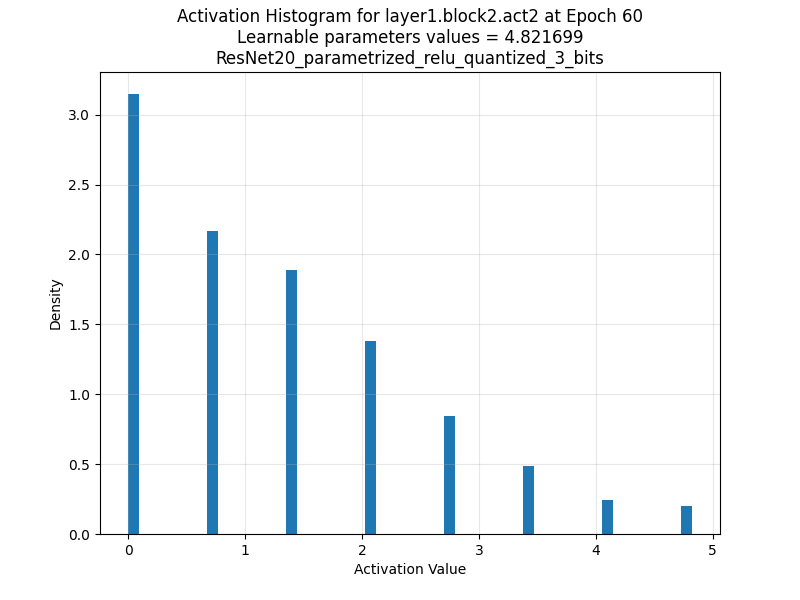 Activation Histogram for layer1.block2.act2 at Epoch 60
Learnable parameters values = 4.821699
ResNet20_parametrized_relu_quantized_3_bits
Density
3.0
2.5
2.0
1.5
1.0
0.5
0.0
0 1 2 3 4 5
Activation Value